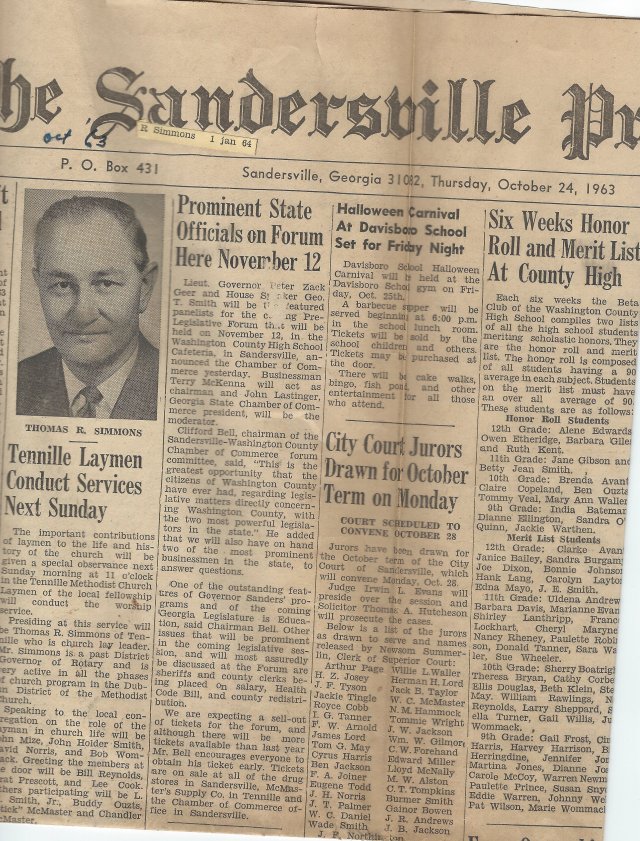 he Sandersville Pr
oct 63
R Simmons 1 jan 64
P. O. Box 431
Sandersville, Georgia 31082, Thursday, October 24, 1963
THOMAS R. SIMMONS
Tennille Laymen
Conduct Services
Next Sunday
The important contributions
of laymen to the life and his-
tory of the church will be
given a special observance next
Sunday morning at 11 o'clock
in the Tennille Methodist Church
Laymen of the local fellowship
will conduct the worship
service.
Presiding at this service will
be Thomas R. Simmons of Ten-
nille who is church lay leader.
Mr. Simmons is a past District
Governor of Rotary and is
very active in all the phases
of church program in the Dub-
in District of the Methodist
Church.
Speaking to the local con-
regation on the role of the
ayman in church life will be
hn Mize, John Holder Smith,
avid Norris, and Bob Wom-
ack. Greeting the members at
e door will be Bill Reynolds,
rat Prescott, and Lee Cook.
thers participating will be L.
. Smith, Jr., Buddy Ouzts,
tick" McMaster and Chandler
cMaster.
Prominent State
Officials on Forum
Here November 12
Lieut. Governor Peter Zack
Geer and House Sp ker Geo.
T. Smith will be t featured
panelists for the c ng Pre-
Legislative Forum that will be
held on November 12, in the
Washington County High School
Cafeteria, in Sandersville, an-
nounced the Chamber of Com-
merce yesterday. Businessman
Terry McKenna will act as
chairman and John Lastinger,
Georgia State Chamber of Com-
merce president, will be the
moderator.
Clifford Bell, chairman of the
Sandersville-Washington County
Chamber of Commerce forum
committee, said, "This is the
greatest opportunity that the
citizens of Washington County
have ever had, regarding legis-
lative matters directly concern-
ing Washington County, with
the two most powerful legisla-
tors in the state." He added
that we will also have on hand
two of the most prominent
businessmen in the state, to
answer questions.
One of the outstanding feat-
res of Governor Sanders' pro-
grams and of the coming
Georgia Legislature is Educa-
tion, said Chairman Bell. Other
issues that will be prominent
in the coming legislative ses-
sion, and will most assuredly
be discussed at the Forum are
sheriffs and county clerks be-
ing placed on salary, Health
Code Bill, and county redistri-
bution.
We are expecting a sell-out
of tickets for the forum, and
although there will be more
tickets available than last year
Mr. Bell encourages everyone to
obtain his ticket early. Tickets
are on sale at all of the drug
stores in Sandersville, McMas-
ter's Supply Co. in Tennille and
the Chamber of Commerce of-
fice in Sandersville.
Halloween Carnival
At Davisboro School
Set for Friday Night
Davisboro School Halloween
Carnival will be held at the
Davisboro School gym on Fri-
day, Oct. 25th.
A barbecue supper will be
served beginning at 6:00 p.m.
in the school lunch room.
Tickets will be sold by the
school children and others.
Tickets may be purchased at
the door.
There will be cake walks,
bingo, fish pond, and other
entertainment for all those
who attend.
City Court Jurors
Drawn for October
Term on Monday
COURT SCHEDULED TO
CONVENE OCTOBER 28
Jurors have been drawn for
the October term of the City
Court of Sandersville, which
will convene Monday, Oct. 28.
Judge Irwin L. Evans will
preside over the session and
Solicitor Thomas A. Hutcheson
will prosecute the cases.
Below is a list of the jurors
as drawn to serve and names
released by Newsom Summer-
lin, Clerk of Superior Court:
Arthur Page
H. Z. Josey
J. F. Tyson
Jackie Tingle
Royce Cobb
I. G. Tanner
F. W. Arnold
James Lord
Tom G. May
Cyrus Harris
Ben Jackson
F. A. Joiner
Eugene Todd
J. H. Norris
J. T. Palmer
W. C. Daniel
Wade Smith
J. F. Northington
Willie L. Waller
Herman H. Lord
Jack B. Taylor
W. C. McMaster
N. M. Hammock
Tommie Wright
J. W. Jackson
Wm. W. Gilmore
C. W. Forehand
Edward Miller
Lloyd McNally
M. W. Alston
C. T. Tompkins
Burmer Smith
Gainer Bowen
J. R. Andrews
J. B. Jackson
Six Weeks Honor
Roll and Merit List
At County High
Each six weeks the Beta
Club of the Washington County
High School compiles two lists
of all the high school students
meriting scholastic honors. They
are the honor roll and merit
list. The honor roll is composed
of all students having a 90
average in each subject. Students
on the merit list must have
an over all average of 90.
These students are as follows:
Honor Roll Students
12th Grade: Alene Edwards
Owen Etheridge, Barbara Giles
and Ruth Kent.
11th Grade: Jane Gibson and
Betty Jean Smith.
10th Grade: Brenda Avant
Claire Copeland, Ben Ouzts
Tommy Veal, Mary Ann Waller
9th Grade: India Bateman
Dianne Ellington, Sandra O'
Quinn, Jackie Warthen.
Merit List Students
12th Grade: Clarke Avant
Janice Bailey, Sandra Burgam
Joe Dixon, Bonnie Johnson
Hank Lang, Carolyn Layto
Edna Mayo, J. E. Smith.
11th Grade: Uldena Andrew
Barbara Davis, Marianne Evan
Shirley Lanthripp, Franc
Lockhart, Cheryl Maryne
Nancy Rheney, Paulette Robi
son, Donald Tanner, Sara Wa
ler, Sue Wheeler.
10th Grade: Sherry Boatrigh
Theresa Bryan, Cathy Corbe
Ellis Douglas, Beth Klein, Ste
May. William Rawlings, N
Reynolds, Larry Shepard, S
ella Turner, Gail Willis, Ju
Wommack.
9th Grade: Gail Frost, Cin
Harris, Harvey Harrison, B
Herringdine, Jennifer Jo
Martina Jones, Dianne Jo
Carole McCoy, Warren Newm
Paulette Prince, Susan Sny
Eddie Warren, Johnny We
Pat Wilson, Marie Wommac